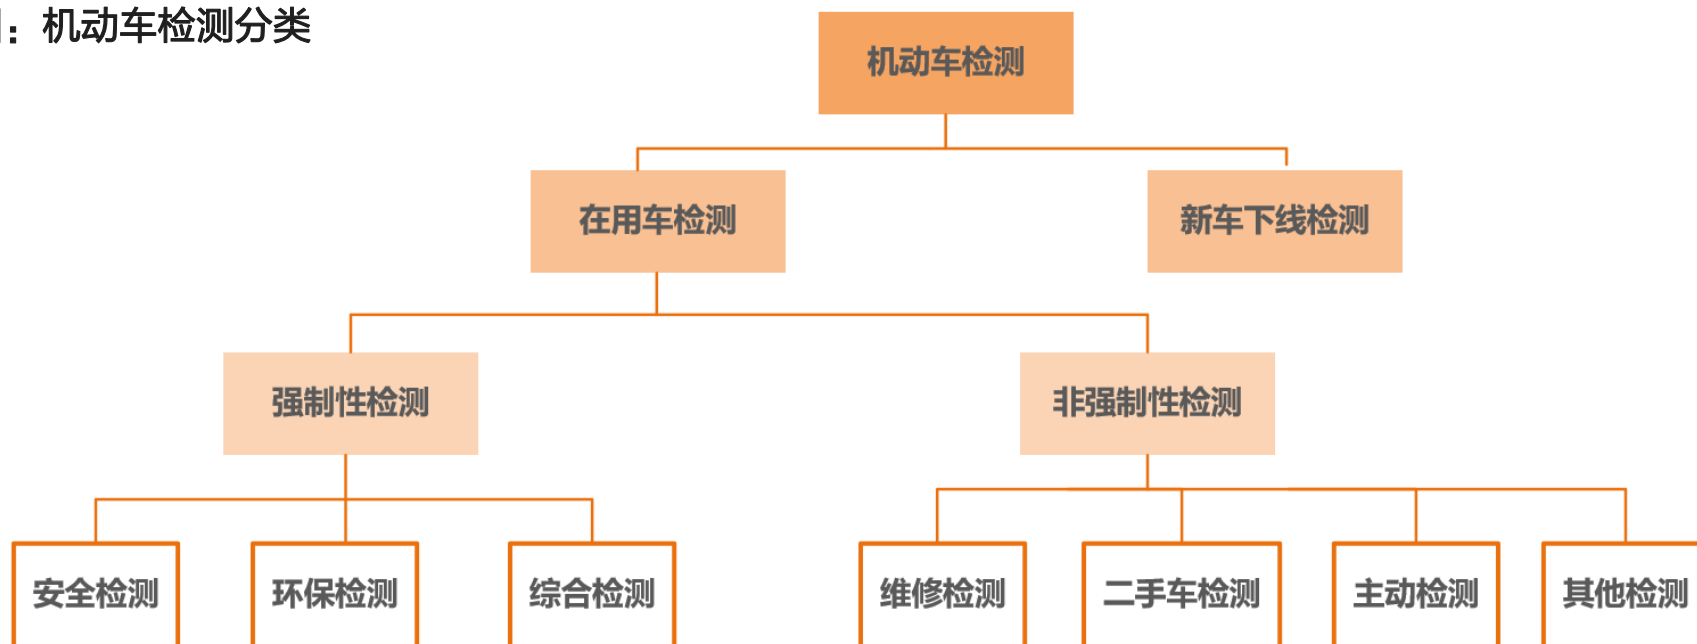 ：机动车检测分类
机动车检测
在用车检测
新车下线检测
强制性检测
非强制性检测
安全检测
环保检测
综合检测
维修检测
二手车检测
主动检测
其他检测